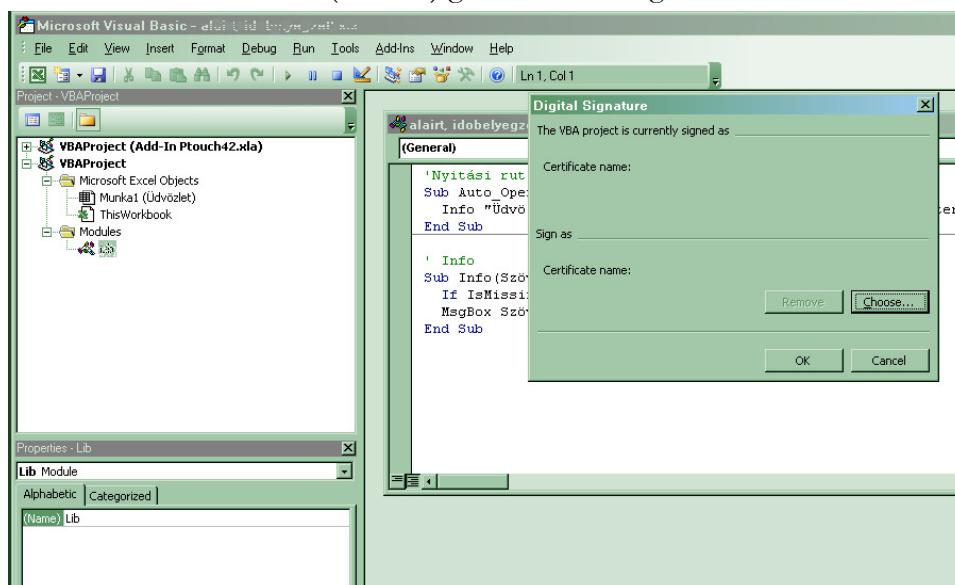 Microsoft Visual Basic -
File Edit View Insert Format Debug Run Tools Add-Ins Window Help
Ln 1, Col 1
Project - VBAProject
VBAProject (Add-In Ptouch42.xla)
VBAProject
Microsoft Excel Objects
Munka1 (Üdvözlet)
ThisWorkbook
Modules
Lib
Properties - Lib
Lib Module
Alphabetic Categorized
(Name) Lib
alairt, idobelyegz
(General)
'Nyitási rut
Sub Auto_Ope
Info "Üdvö
End Sub
' Info
Sub Info(Szö
If IsMissi
MsgBox Szö
End Sub
Digital Signature
The VBA project is currently signed as
Certificate name:
Sign as
Certificate name:
Remove Choose...
OK Cancel